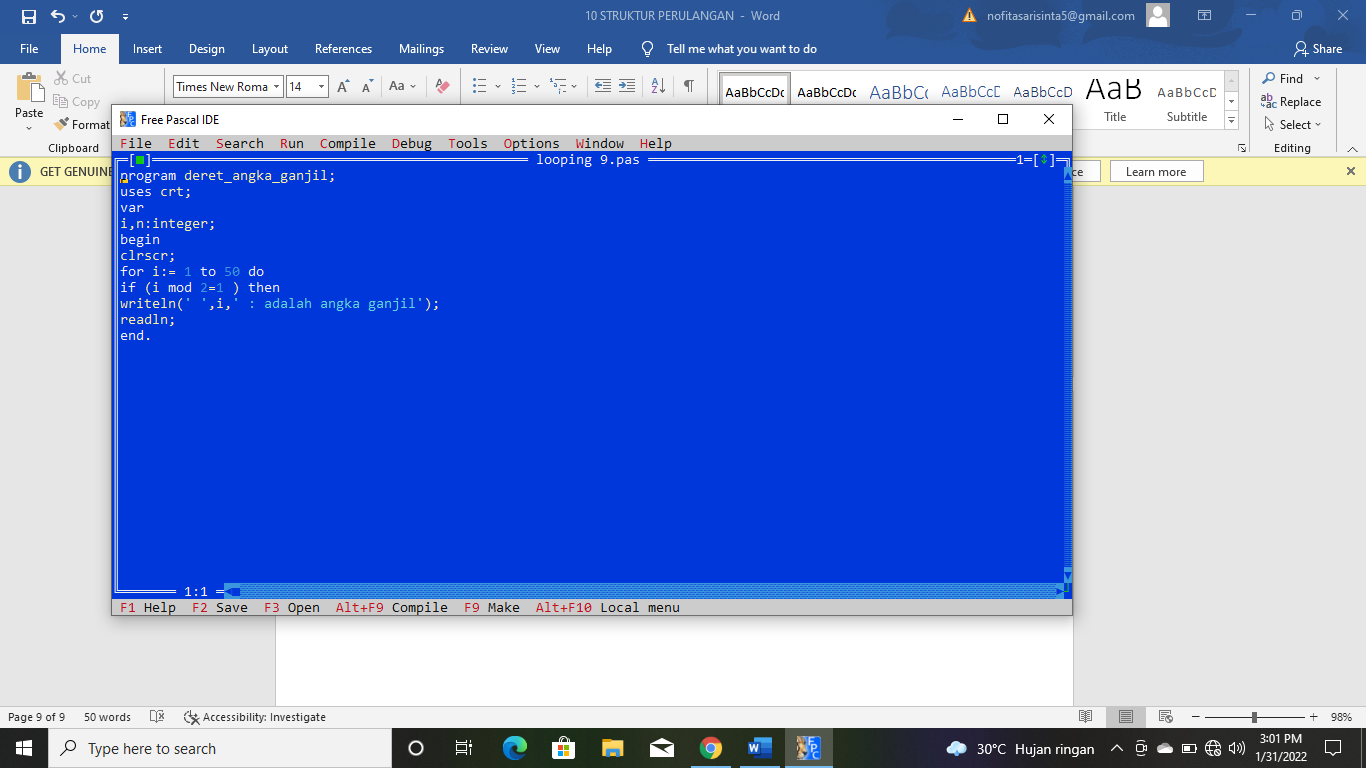 10 STRUKTUR PERULANGAN - Word
nofitasarisinta5@gmail.com
File Home Insert Design Layout References Mailings Review View Help Tell me what you want to do Share
Paste
Cut
Copy
Format
Clipboard
Times New Roma 14
AaBbCcDc AaBbCcDc AaBbC AaBbCcC AaBbCcD AaB AaBbCcD
Title Subtitle
Find
Replace
Select
Editing
GET GENUINE
Learn more
Free Pascal IDE
File Edit Search Run Compile Debug Tools Options Window Help
looping 9.pas 1=[↕]
program deret_angka_ganjil;
uses crt;
var
i,n:integer;
begin
clrscr;
for i:= 1 to 50 do
if (i mod 2=1 ) then
writeln(' ',i,' : adalah angka ganjil');
readln;
end.
1:1
F1 Help F2 Save F3 Open Alt+F9 Compile F9 Make Alt+F10 Local menu
Page 9 of 9 50 words Accessibility: Investigate 98%
Type here to search
30°C Hujan ringan
3:01 PM
1/31/2022